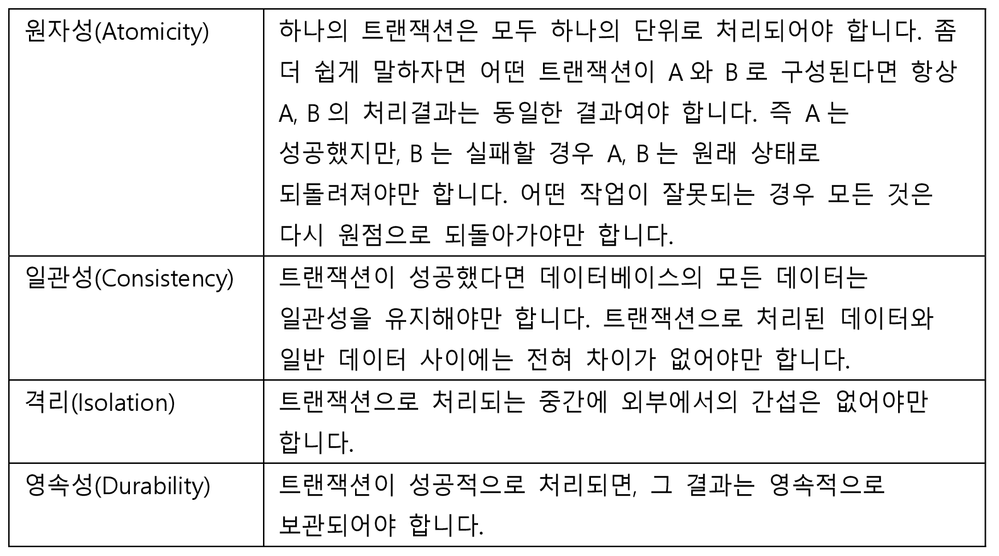 원자성(Atomicity)
하나의 트랜잭션은 모두 하나의 단위로 처리되어야 합니다. 좀
더 쉽게 말하자면 어떤 트랜잭션이 A 와 B 로 구성된다면 항상
A, B 의 처리결과는 동일한 결과여야 합니다. 즉 A 는
성공했지만, B 는 실패할 경우 A, B 는 원래 상태로
되돌려져야만 합니다. 어떤 작업이 잘못되는 경우 모든 것은
다시 원점으로 되돌아가야만 합니다.
일관성(Consistency)
트랜잭션이 성공했다면 데이터베이스의 모든 데이터는
일관성을 유지해야만 합니다. 트랜잭션으로 처리된 데이터와
일반 데이터 사이에는 전혀 차이가 없어야만 합니다.
격리(Isolation)
트랜잭션으로 처리되는 중간에 외부에서의 간섭은 없어야만
합니다.
영속성(Durability)
트랜잭션이 성공적으로 처리되면, 그 결과는 영속적으로
보관되어야 합니다.